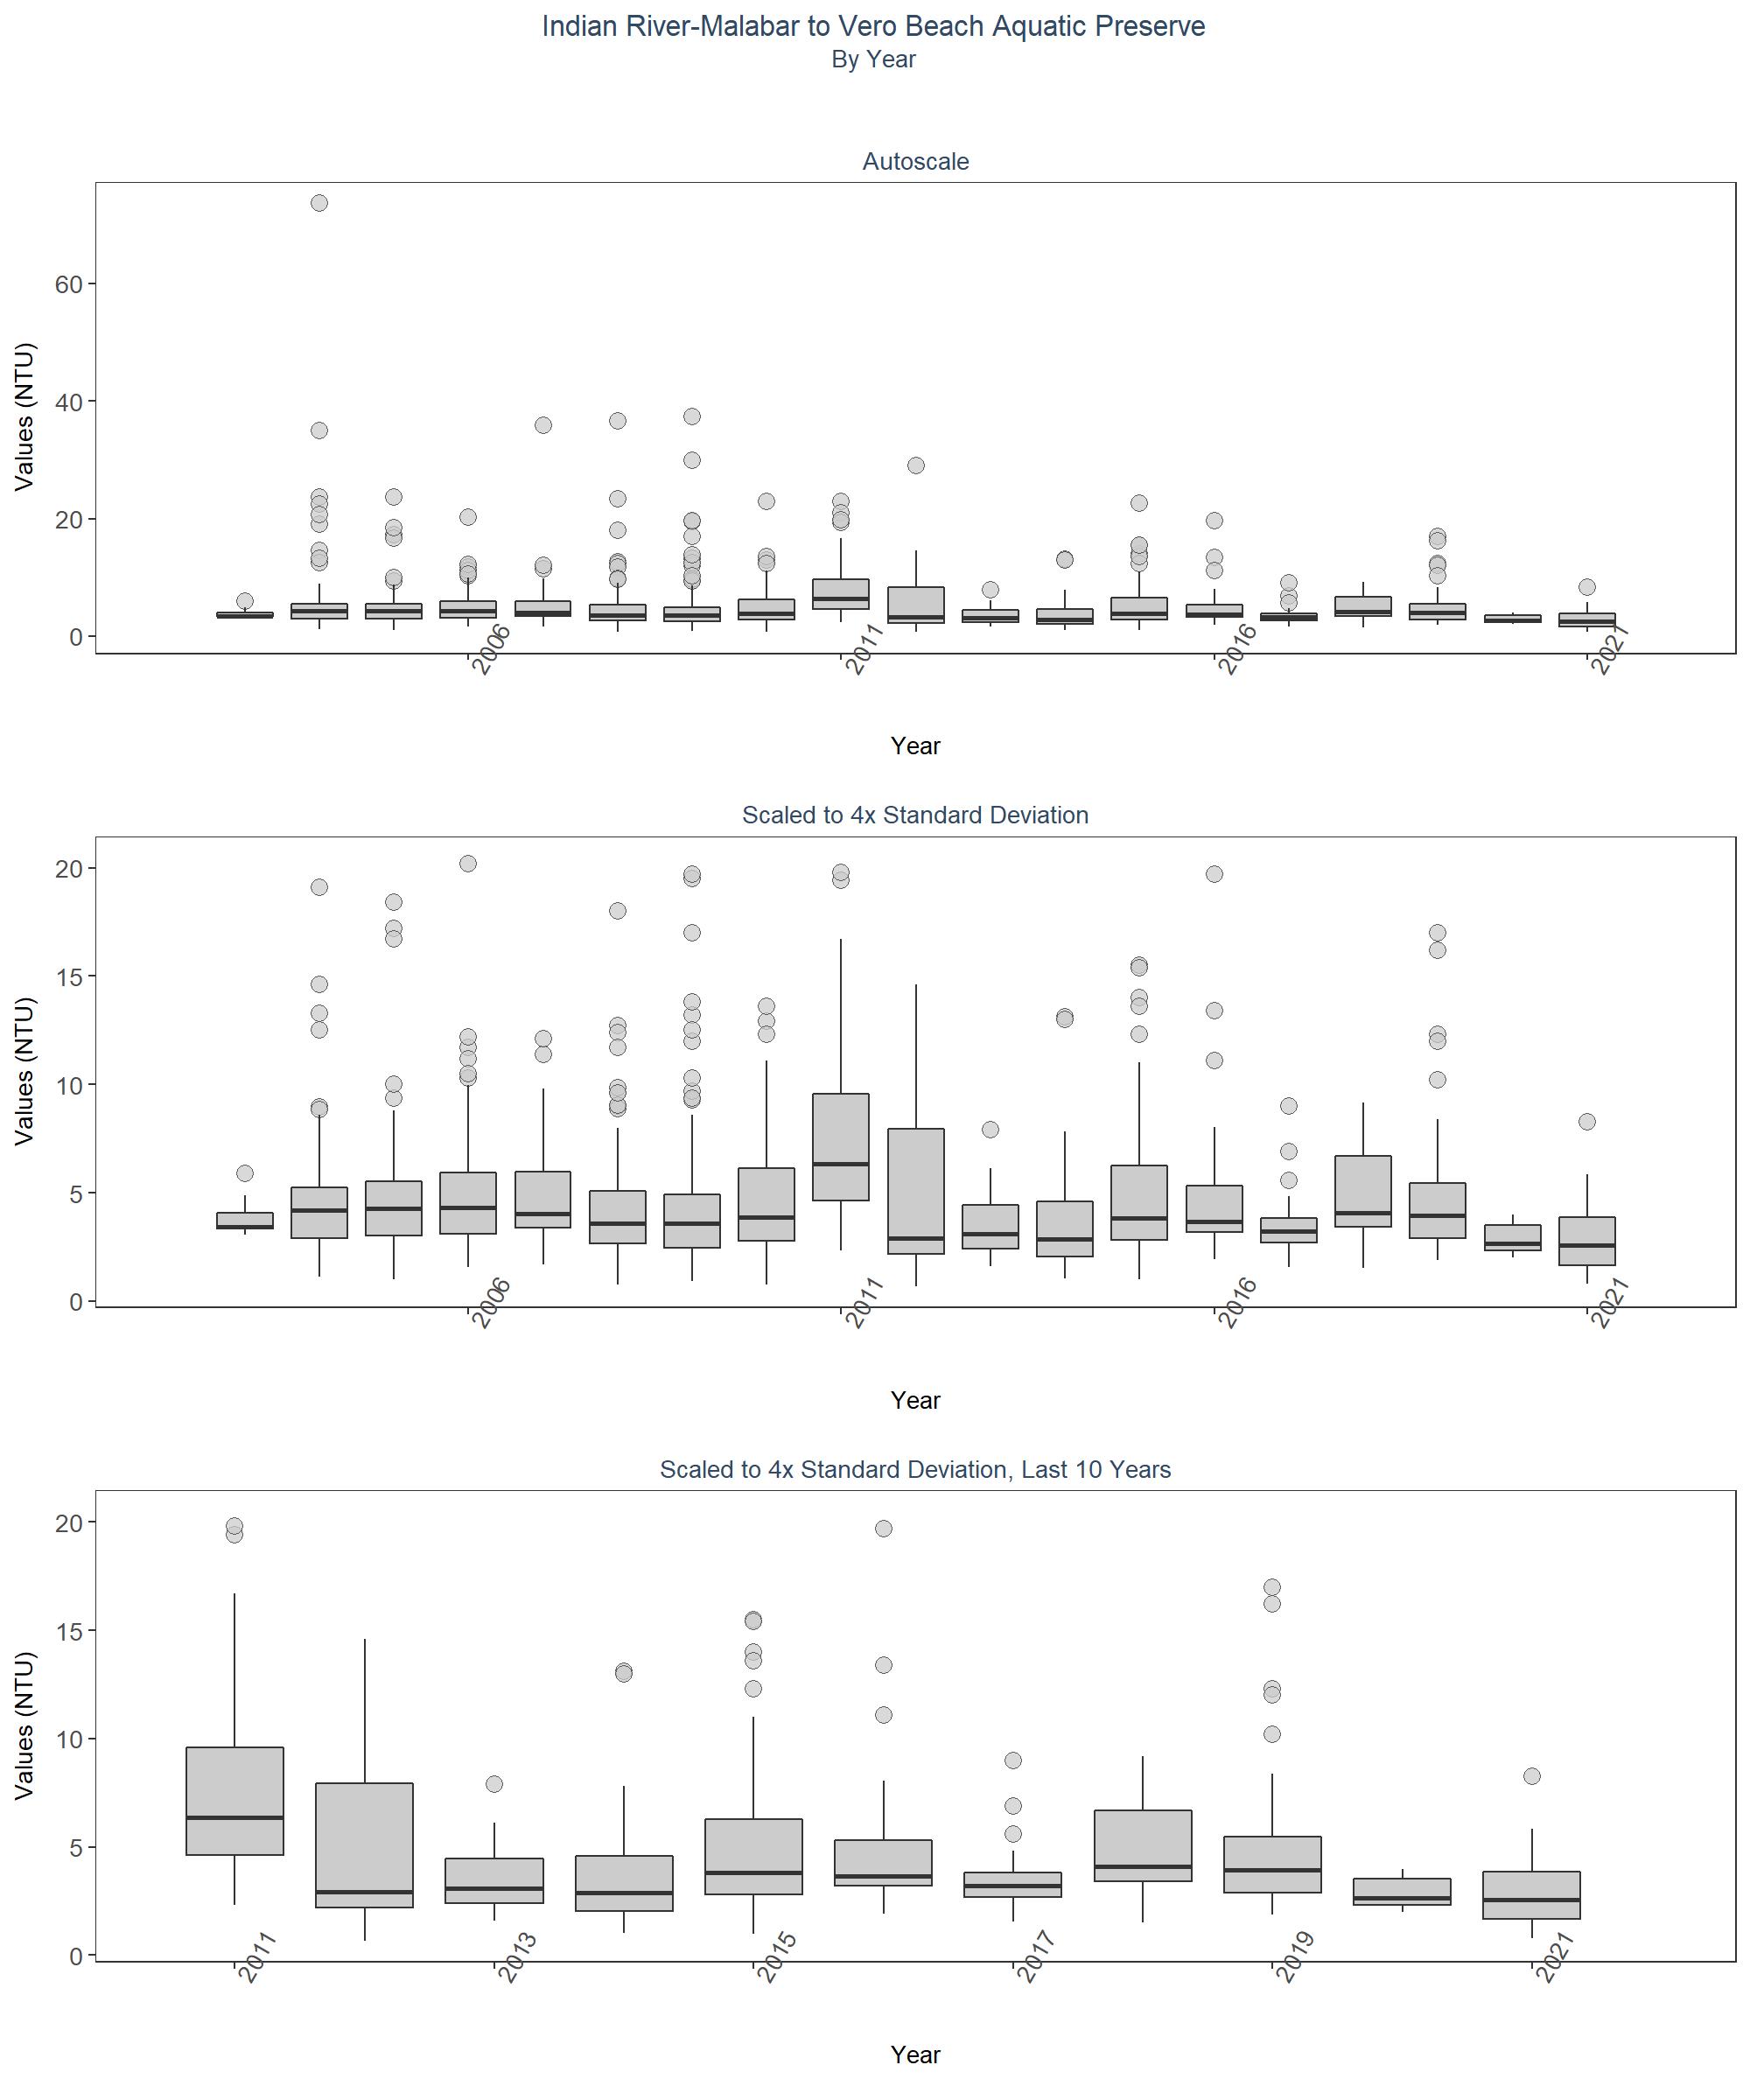 Indian River-Malabar to Vero Beach Aquatic Preserve
By Year
Autoscale
Values (NTU)
60
40
20
0
2006
2011
2016
2021
Year
Scaled to 4x Standard Deviation
Values (NTU)
20
15
10
5
0
2006
2011
2016
2021
Year
Scaled to 4x Standard Deviation, Last 10 Years
Values (NTU)
20
15
10
5
0
2011
2013
2015
2017
2019
2021
Year